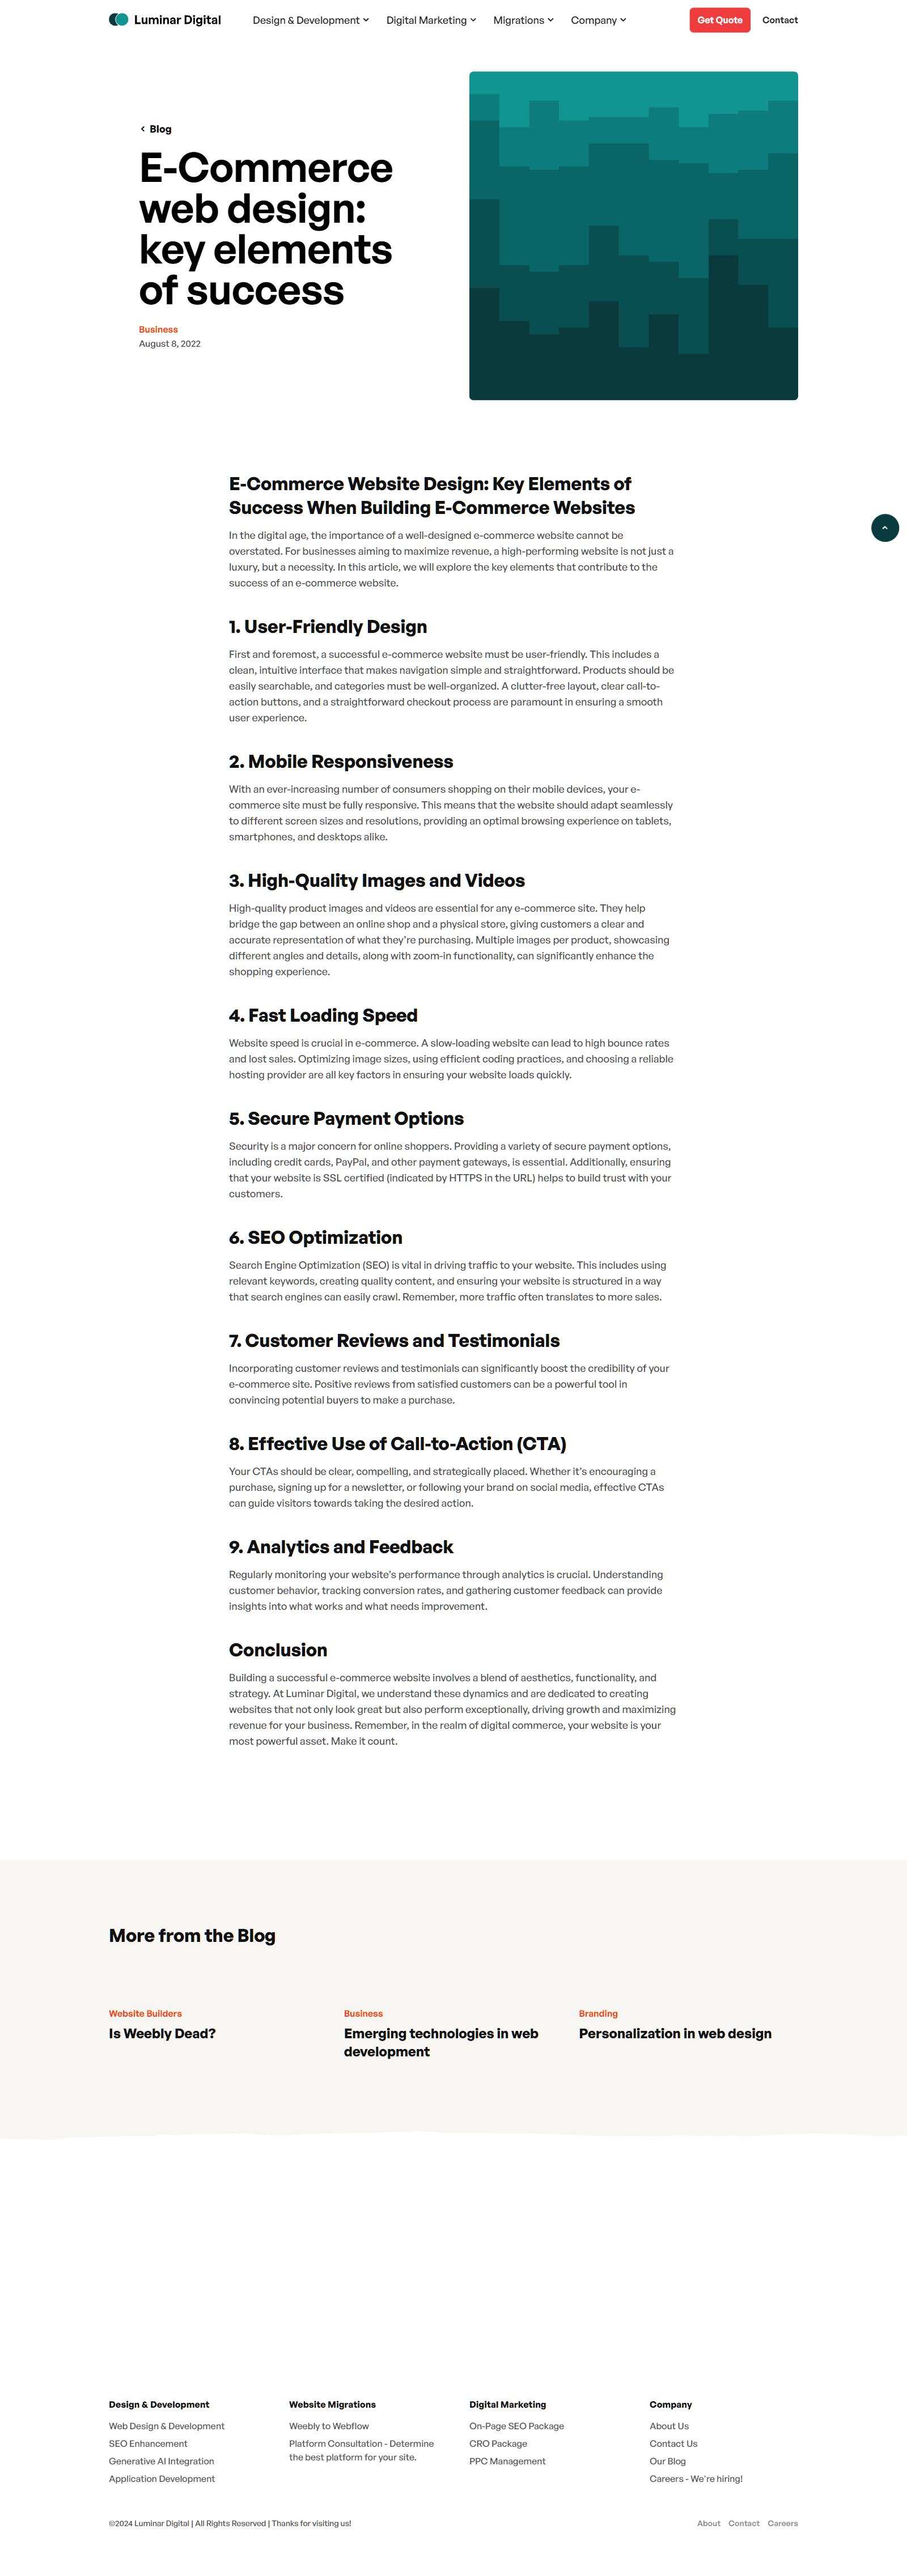 Luminar Digital
Design & Development
Digital Marketing
Migrations
Company
Get Quote
Contact
Blog
E-Commerce
web design:
key elements
of success
Business
August 8, 2022
E-Commerce Website Design: Key Elements of
Success When Building E-Commerce Websites
In the digital age, the importance of a well-designed e-commerce website cannot be
overstated. For businesses aiming to maximize revenue, a high-performing website is not just a
luxury, but a necessity. In this article, we will explore the key elements that contribute to the
success of an e-commerce website.
1. User-Friendly Design
First and foremost, a successful e-commerce website must be user-friendly. This includes a
clean, intuitive interface that makes navigation simple and straightforward. Products should be
easily searchable, and categories must be well-organized. A clutter-free layout, clear call-to-
action buttons, and a straightforward checkout process are paramount in ensuring a smooth
user experience.
2. Mobile Responsiveness
With an ever-increasing number of consumers shopping on their mobile devices, your e-
commerce site must be fully responsive. This means that the website should adapt seamlessly
to different screen sizes and resolutions, providing an optimal browsing experience on tablets,
smartphones, and desktops alike.
3. High-Quality Images and Videos
High-quality product images and videos are essential for any e-commerce site. They help
bridge the gap between an online shop and a physical store, giving customers a clear and
accurate representation of what they're purchasing. Multiple images per product, showcasing
different angles and details, along with zoom-in functionality, can significantly enhance the
shopping experience.
4. Fast Loading Speed
Website speed is crucial in e-commerce. A slow-loading website can lead to high bounce rates
and lost sales. Optimizing image sizes, using efficient coding practices, and choosing a reliable
hosting provider are all key factors in ensuring your website loads quickly.
5. Secure Payment Options
Security is a major concern for online shoppers. Providing a variety of secure payment options,
including credit cards, PayPal, and other payment gateways, is essential. Additionally, ensuring
that your website is SSL certified (indicated by HTTPS in the URL) helps to build trust with your
customers.
6. SEO Optimization
Search Engine Optimization (SEO) is vital in driving traffic to your website. This includes using
relevant keywords, creating quality content, and ensuring your website is structured in a way
that search engines can easily crawl. Remember, more traffic often translates to more sales.
7. Customer Reviews and Testimonials
Incorporating customer reviews and testimonials can significantly boost the credibility of your
e-commerce site. Positive reviews from satisfied customers can be a powerful tool in
convincing potential buyers to make a purchase.
8. Effective Use of Call-to-Action (CTA)
Your CTAs should be clear, compelling, and strategically placed. Whether it's encouraging a
purchase, signing up for a newsletter, or following your brand on social media, effective CTAs
can guide visitors towards taking the desired action.
9. Analytics and Feedback
Regularly monitoring your website's performance through analytics is crucial. Understanding
customer behavior, tracking conversion rates, and gathering customer feedback can provide
insights into what works and what needs improvement.
Conclusion
Building a successful e-commerce website involves a blend of aesthetics, functionality, and
strategy. At Luminar Digital, we understand these dynamics and are dedicated to creating
websites that not only look great but also perform exceptionally, driving growth and maximizing
revenue for your business. Remember, in the realm of digital commerce, your website is your
most powerful asset. Make it count.
More from the Blog
Website Builders
Is Weebly Dead?
Business
Emerging technologies in web
development
Branding
Personalization in web design
Design & Development
Web Design & Development
SEO Enhancement
Generative AI Integration
Application Development
Website Migrations
Weebly to Webflow
Platform Consultation - Determine
the best platform for your site.
Digital Marketing
On-Page SEO Package
CRO Package
PPC Management
Company
About Us
Contact Us
Our Blog
Careers - We're hiring!
©2024 Luminar Digital | All Rights Reserved | Thanks for visiting us!
About
Contact
Careers